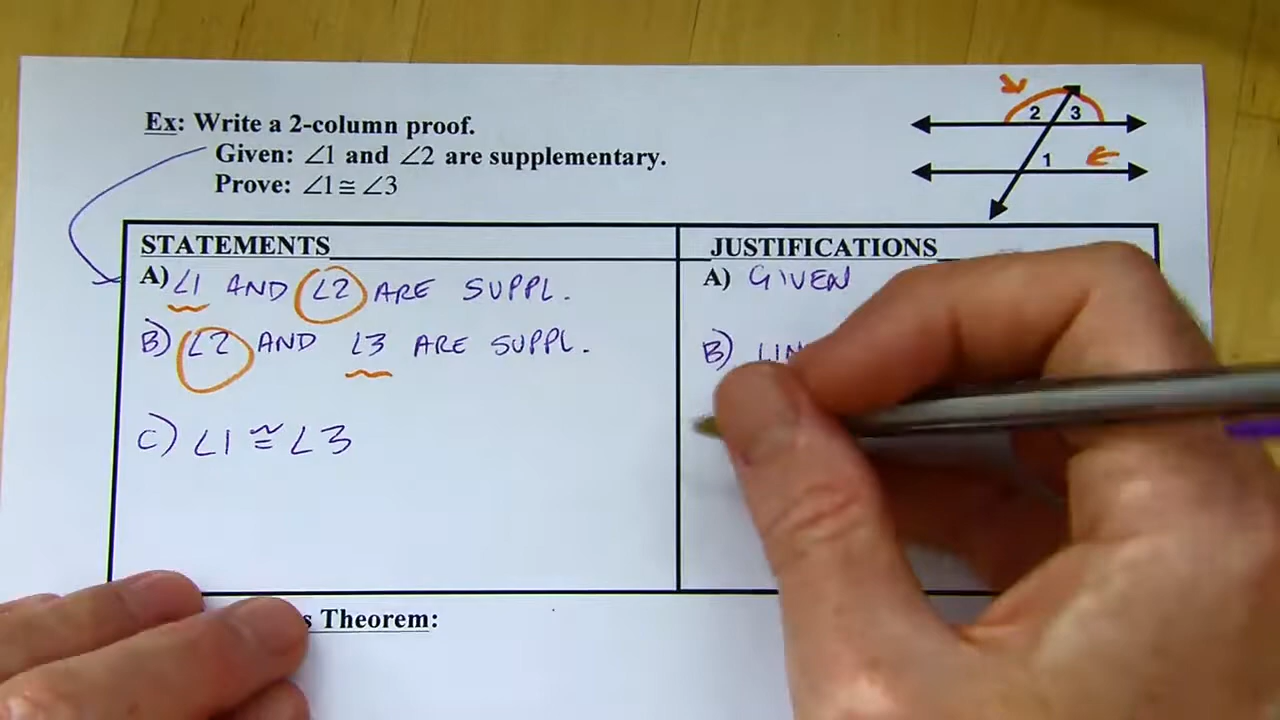 Ex: Write a 2-column proof.
Given: ∠1 and ∠2 are supplementary.
Prove: ∠1 ≅ ∠3
2 3
1
STATEMENTS
JUSTIFICATIONS
A) ∠1 AND ∠2 ARE SUPPL.
A) GIVEN
B) ∠2 AND ∠3 ARE SUPPL.
B)
C) ∠1 ≅ ∠3
Theorem: